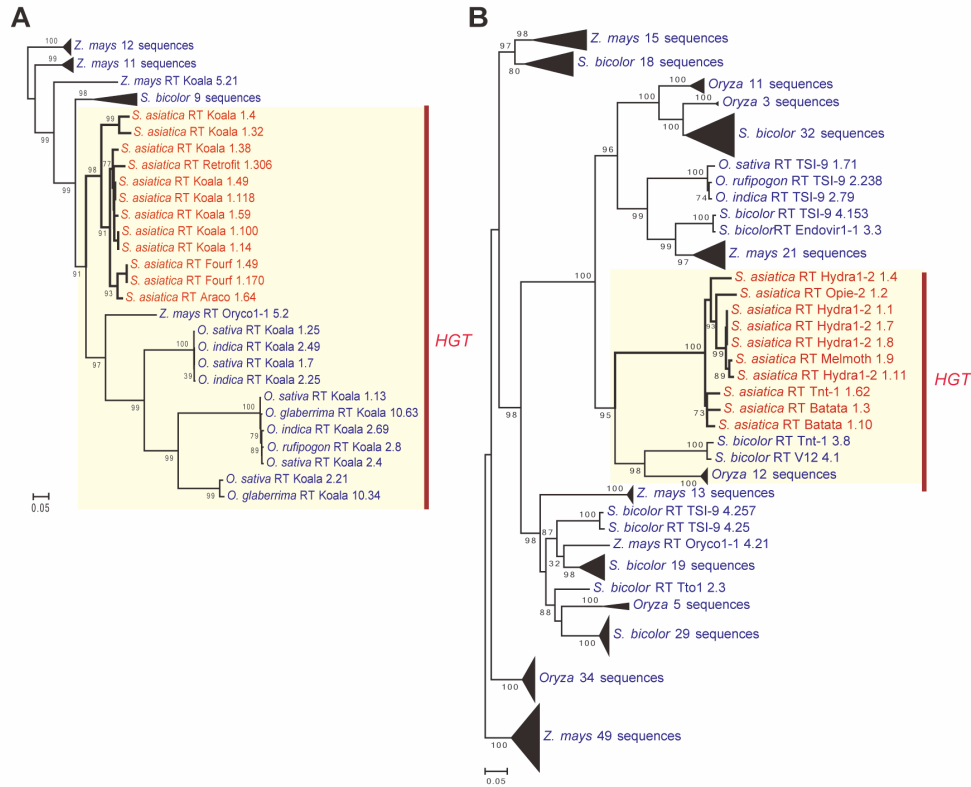 A
100
Z. mays 12 sequences
99
Z. mays 11 sequences
Z. mays RT Koala 5.21
99
98
S. bicolor 9 sequences
99
S. asiatica RT Koala 1.4
S. asiatica RT Koala 1.32
98
77
S. asiatica RT Koala 1.38
S. asiatica RT Retrofit 1.306
99
S. asiatica RT Koala 1.49
S. asiatica RT Koala 1.118
S. asiatica RT Koala 1.59
91
S. asiatica RT Koala 1.100
S. asiatica RT Koala 1.14
91
S. asiatica RT Fourf 1.49
S. asiatica RT Fourf 1.170
93
S. asiatica RT Araco 1.64
Z. mays RT Oryco1-1 5.2
O. sativa RT Koala 1.25
100
O. indica RT Koala 2.49
97
O. sativa RT Koala 1.7
39
O. indica RT Koala 2.25
99
O. sativa RT Koala 1.13
100
O. glaberrima RT Koala 10.63
79
O. indica RT Koala 2.69
99
89
O. rufipogon RT Koala 2.8
O. sativa RT Koala 2.4
O. sativa RT Koala 2.21
99
O. glaberrima RT Koala 10.34
HGT
0.05
B
98
Z. mays 15 sequences
97
80
S. bicolor 18 sequences
100
Oryza 11 sequences
100
100
Oryza 3 sequences
100
S. bicolor 32 sequences
96
100
O. sativa RT TSI-9 1.71
O. rufipogon RT TSI-9 2.238
74
O. indica RT TSI-9 2.79
99
100
S. bicolor RT TSI-9 4.153
S. bicolorRT Endovir1-1 3.3
99
97
Z. mays 21 sequences
100
S. asiatica RT Hydra1-2 1.4
S. asiatica RT Opie-2 1.2
S. asiatica RT Hydra1-2 1.1
93
S. asiatica RT Hydra1-2 1.7
100
99
S. asiatica RT Hydra1-2 1.8
S. asiatica RT Melmoth 1.9
89
S. asiatica RT Hydra1-2 1.11
S. asiatica RT Tnt-1 1.62
73
S. asiatica RT Batata 1.3
S. asiatica RT Batata 1.10
98
95
100
S. bicolor RT Tnt-1 3.8
S. bicolor RT V12 4.1
98
100
Oryza 12 sequences
HGT
100
Z. mays 13 sequences
100
S. bicolor RT TSI-9 4.257
S. bicolor RT TSI-9 4.25
98
87
Z. mays RT Oryco1-1 4.21
32
98
S. bicolor 19 sequences
S. bicolor RT Tto1 2.3
88
100
Oryza 5 sequences
100
S. bicolor 29 sequences
100
Oryza 34 sequences
100
Z. mays 49 sequences
0.05